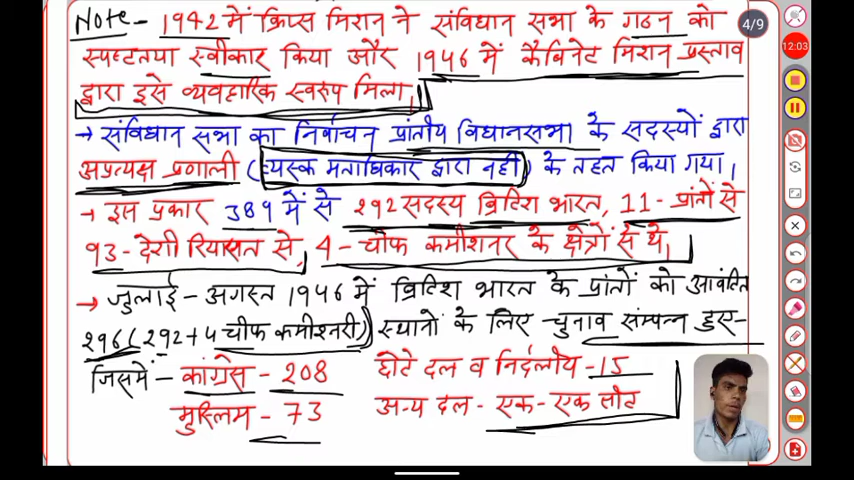 Note- 1942 में क्रिप्स मिशन ने संविधान सभा के गठन को
4/9
12:03
स्पष्टतया स्वीकार किया और 1946 में कैबिनेट मिशन प्रस्ताव
द्वारा इसे व्यवहारिक स्वरूप मिला,
→ संविधान सभा का निर्वाचन प्रांतीय विधानसभा के सदस्यों द्वारा
अप्रत्यक्ष प्रणाली (व्यस्क मताधिकार द्वारा नहीं) के तहत किया गया,
→ इस प्रकार 389 में से 292 सदस्य ब्रिटिश भारत, 11-प्रांतों से
93-देशी रियासत से, 4-चीफ कमीशनर के क्षेत्रों से थे,
→ जुलाई-अगस्त 1946 में ब्रिटिश भारत के प्रांतों को आवंटित
296(292+4 चीफ कमीशनरी) स्थानों के लिए चुनाव सम्पन्न हुए-
जिसमें- कांग्रेस-208 छोटे दल व निर्दलीय-15
मुस्लिम-73 अन्य दल-एक-एक सीट